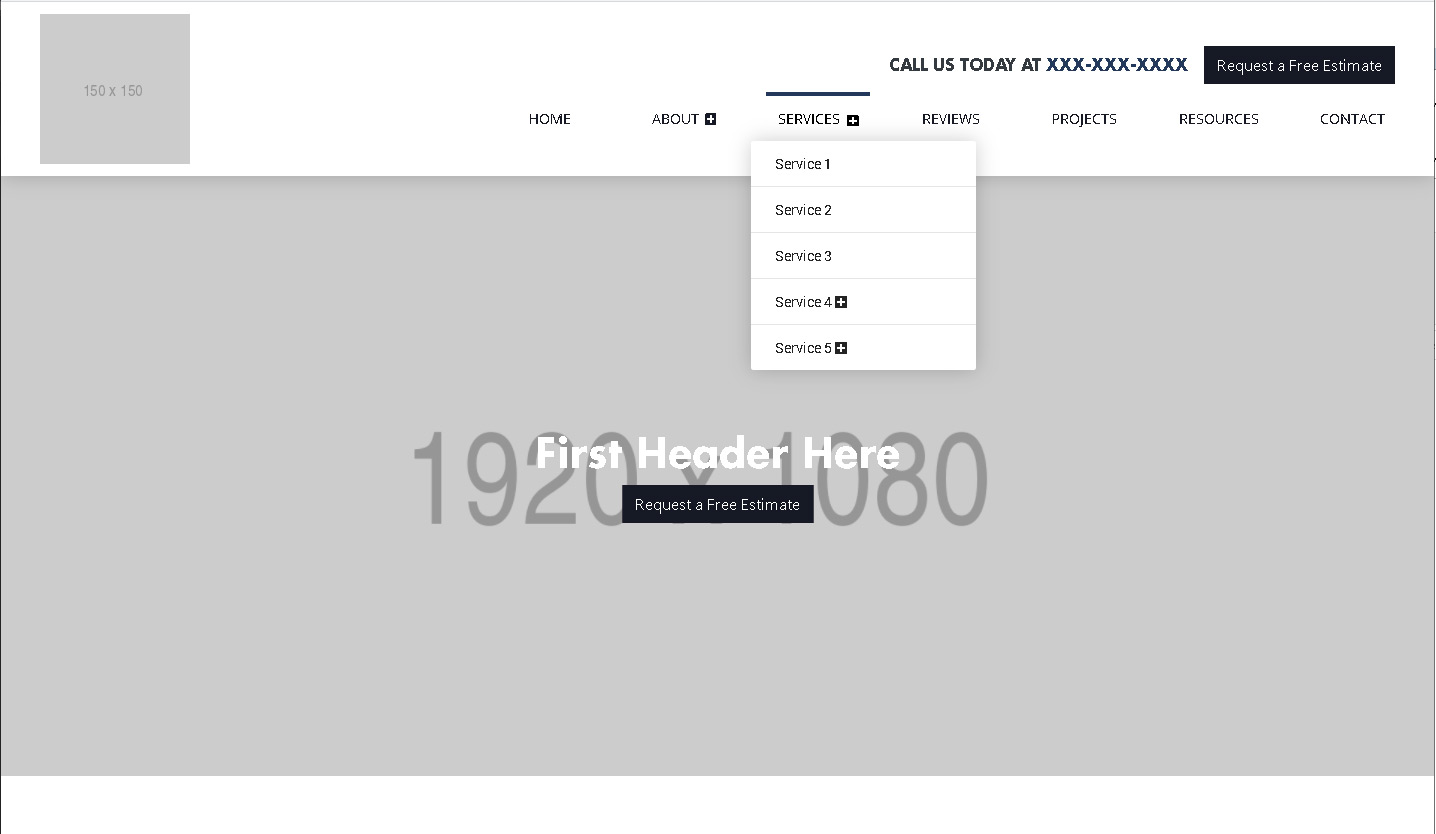 150 x 150
CALL US TODAY AT XXX-XXX-XXXX
Request a Free Estimate
HOME
ABOUT
SERVICES
REVIEWS
PROJECTS
RESOURCES
CONTACT
Service 1
Service 2
Service 3
Service 4
Service 5
1920 x 1080
First Header Here
Request a Free Estimate